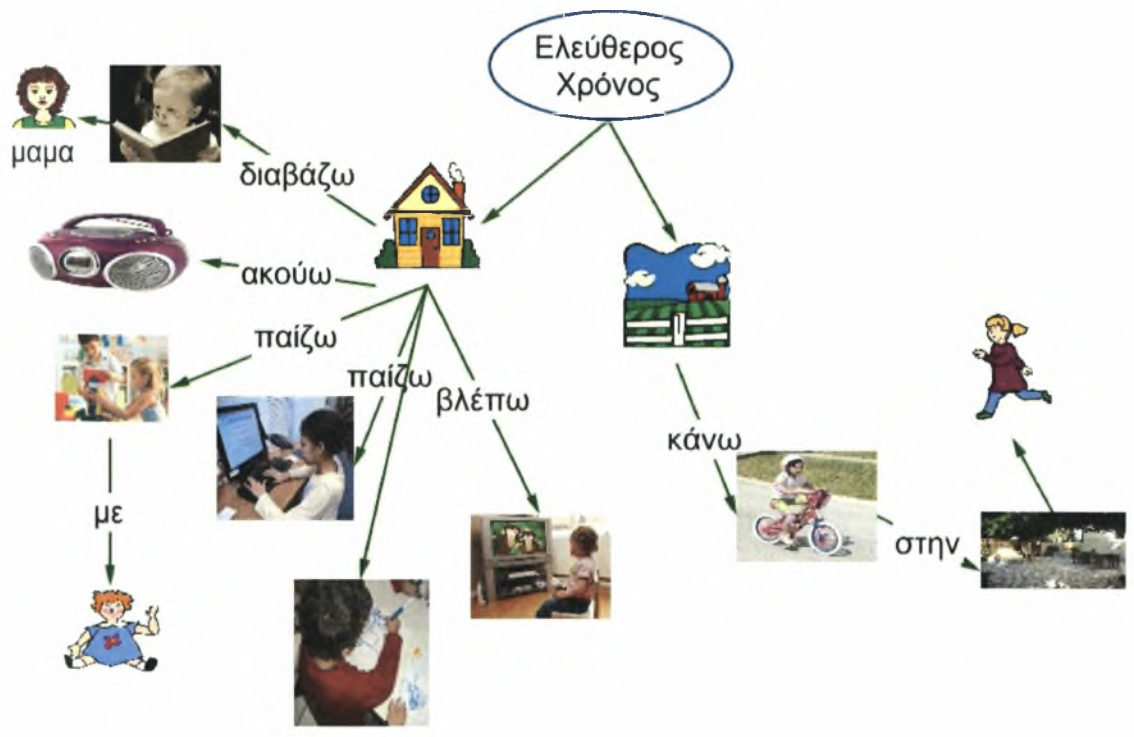 Ελεύθερος
Χρόνος
μαμα
διαβάζω
ακούω
παίζω
παίζω
βλέπω
κάνω
με
στην